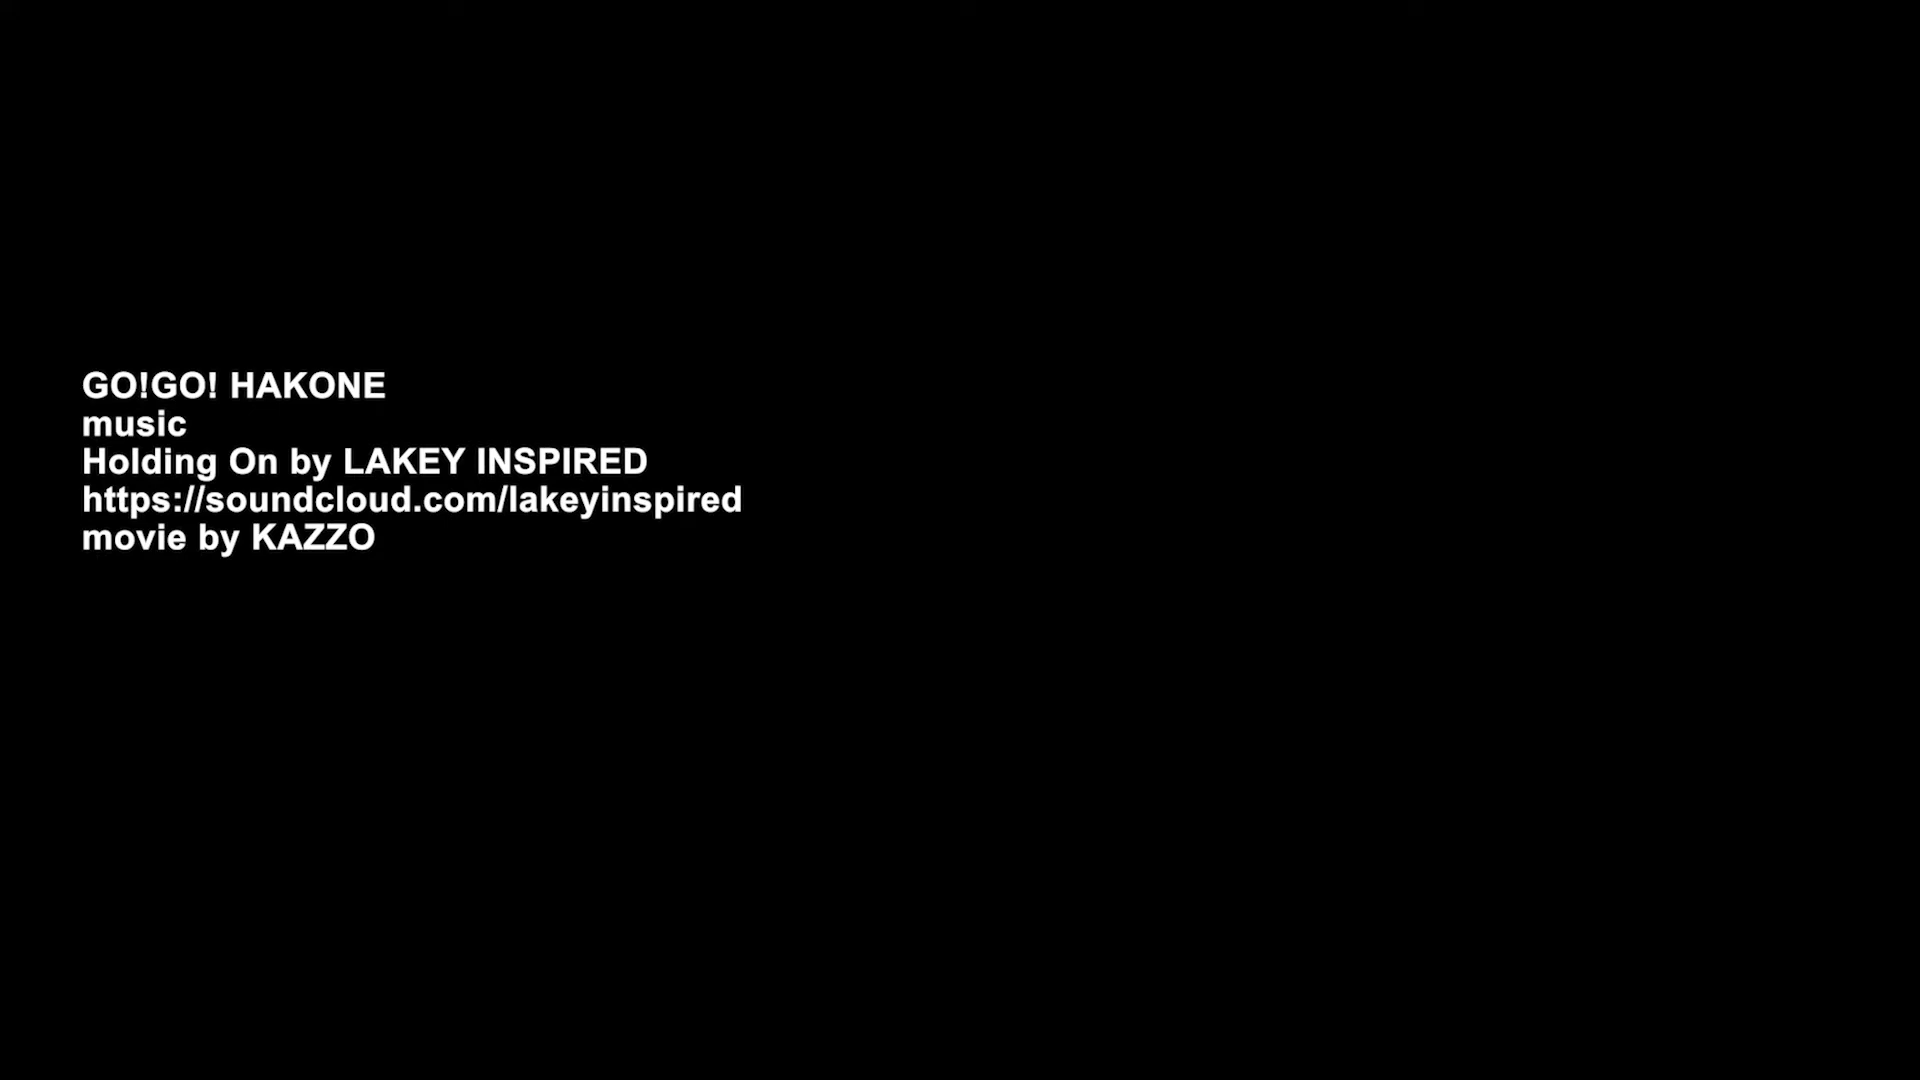 GO!GO! HAKONE
music
Holding On by LAKEY INSPIRED
https://soundcloud.com/lakeyinspired
movie by KAZZO